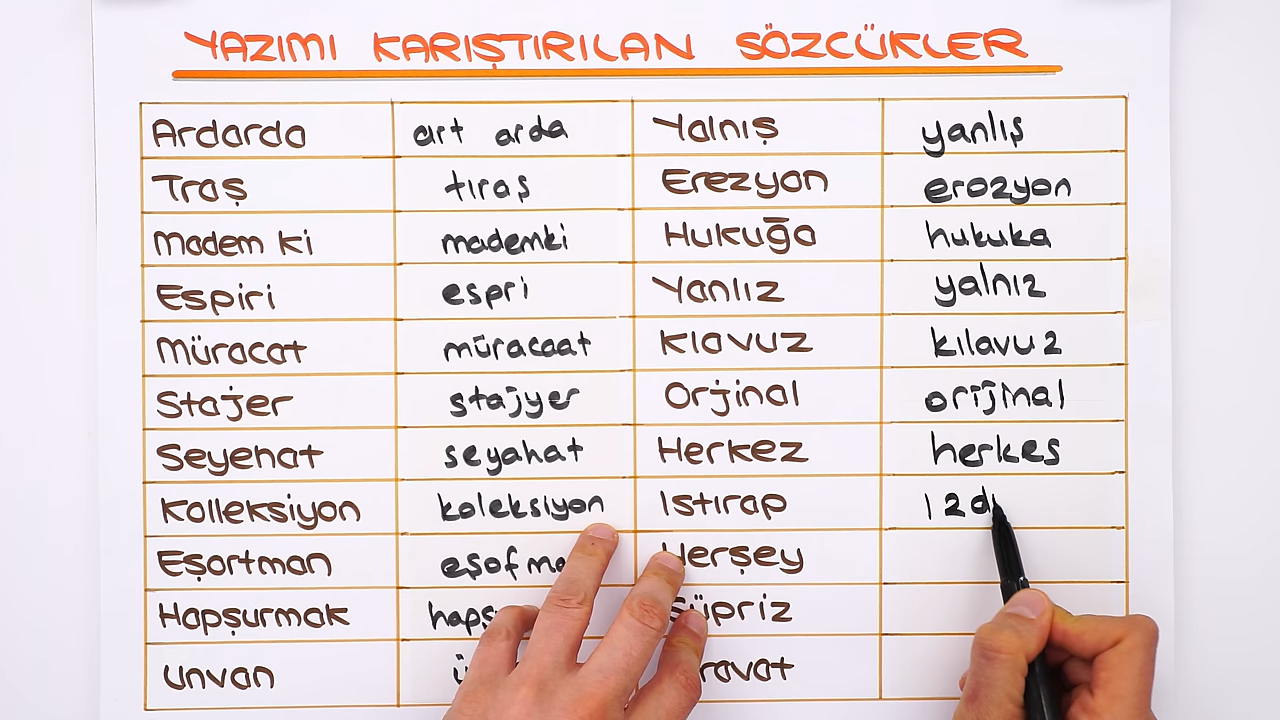 YAZIMI KARIŞTIRILAN SÖZCÜKLER
Ardarda art arda Yalnış yanlış
Traş tıraş Erezyon erozyon
Madem ki mademki Hukuğa hukuka
Espiri espri Yanlız yalnız
Müracat müracaat Klavuz kılavuz
Stajer stajyer Orjinal orijinal
Seyehat seyahat Herkez herkes
Kolleksiyon koleksiyon Istırap
Eşortman Herşey
Hapşurmak
Unvan